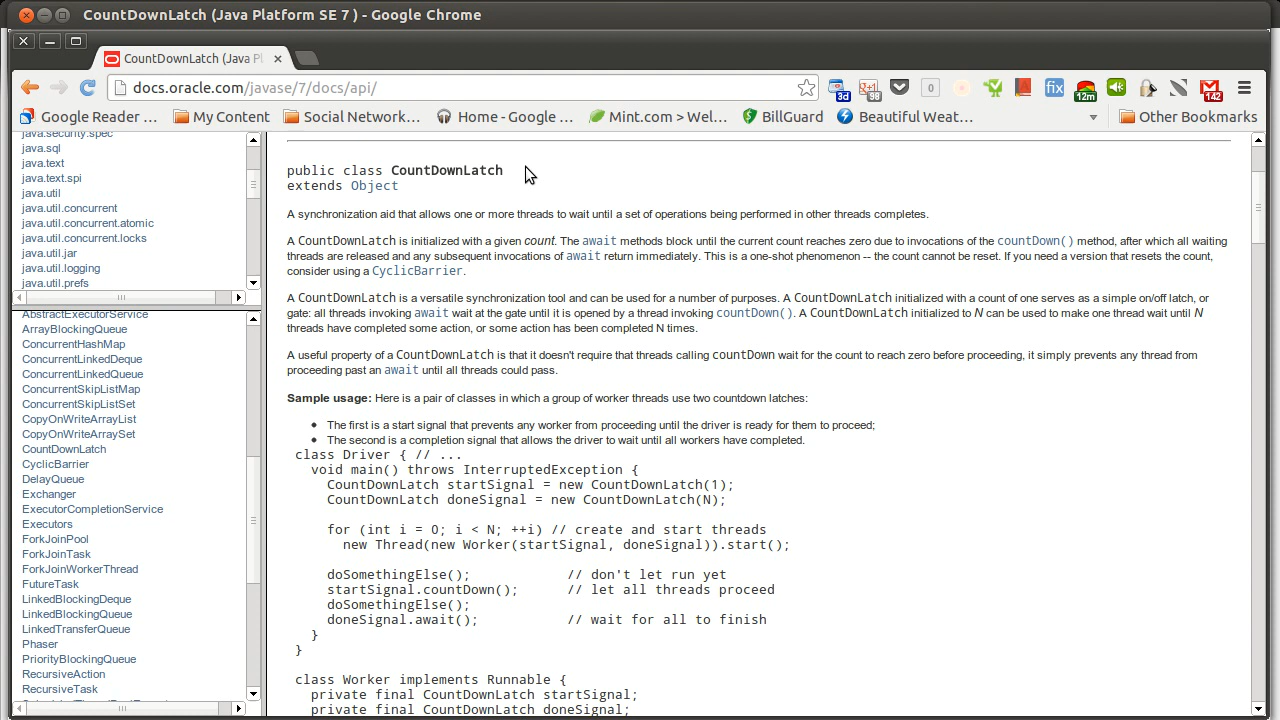 CountDownLatch (Java Platform SE 7 ) - Google Chrome
CountDownLatch (Java Pl
docs.oracle.com/javase/7/docs/api/
3d
99
0
fix
12m
142
Google Reader ...
My Content
Social Network...
Home - Google ...
Mint.com > Wel...
BillGuard
Beautiful Weat...
Other Bookmarks
java.security.spec
java.sql
java.text
java.text.spi
java.util
java.util.concurrent
java.util.concurrent.atomic
java.util.concurrent.locks
java.util.jar
java.util.logging
java.util.prefs
AbstractExecutorService
ArrayBlockingQueue
ConcurrentHashMap
ConcurrentLinkedDeque
ConcurrentLinkedQueue
ConcurrentSkipListMap
ConcurrentSkipListSet
CopyOnWriteArrayList
CopyOnWriteArraySet
CountDownLatch
CyclicBarrier
DelayQueue
Exchanger
ExecutorCompletionService
Executors
ForkJoinPool
ForkJoinTask
ForkJoinWorkerThread
FutureTask
LinkedBlockingDeque
LinkedBlockingQueue
LinkedTransferQueue
Phaser
PriorityBlockingQueue
RecursiveAction
RecursiveTask
public class CountDownLatch
extends Object
A synchronization aid that allows one or more threads to wait until a set of operations being performed in other threads completes.
A CountDownLatch is initialized with a given count. The await methods block until the current count reaches zero due to invocations of the countDown() method, after which all waiting
threads are released and any subsequent invocations of await return immediately. This is a one-shot phenomenon -- the count cannot be reset. If you need a version that resets the count,
consider using a CyclicBarrier.
A CountDownLatch is a versatile synchronization tool and can be used for a number of purposes. A CountDownLatch initialized with a count of one serves as a simple on/off latch, or
gate: all threads invoking await wait at the gate until it is opened by a thread invoking countDown(). A CountDownLatch initialized to N can be used to make one thread wait until N
threads have completed some action, or some action has been completed N times.
A useful property of a CountDownLatch is that it doesn't require that threads calling countDown wait for the count to reach zero before proceeding, it simply prevents any thread from
proceeding past an await until all threads could pass.
Sample usage: Here is a pair of classes in which a group of worker threads use two countdown latches:
• The first is a start signal that prevents any worker from proceeding until the driver is ready for them to proceed;
• The second is a completion signal that allows the driver to wait until all workers have completed.
class Driver { // ...
void main() throws InterruptedException {
CountDownLatch startSignal = new CountDownLatch(1);
CountDownLatch doneSignal = new CountDownLatch(N);
for (int i = 0; i < N; ++i) // create and start threads
new Thread(new Worker(startSignal, doneSignal)).start();
doSomethingElse(); // don't let run yet
startSignal.countDown(); // let all threads proceed
doSomethingElse();
doneSignal.await(); // wait for all to finish
}
}
class Worker implements Runnable {
private final CountDownLatch startSignal;
private final CountDownLatch doneSignal;